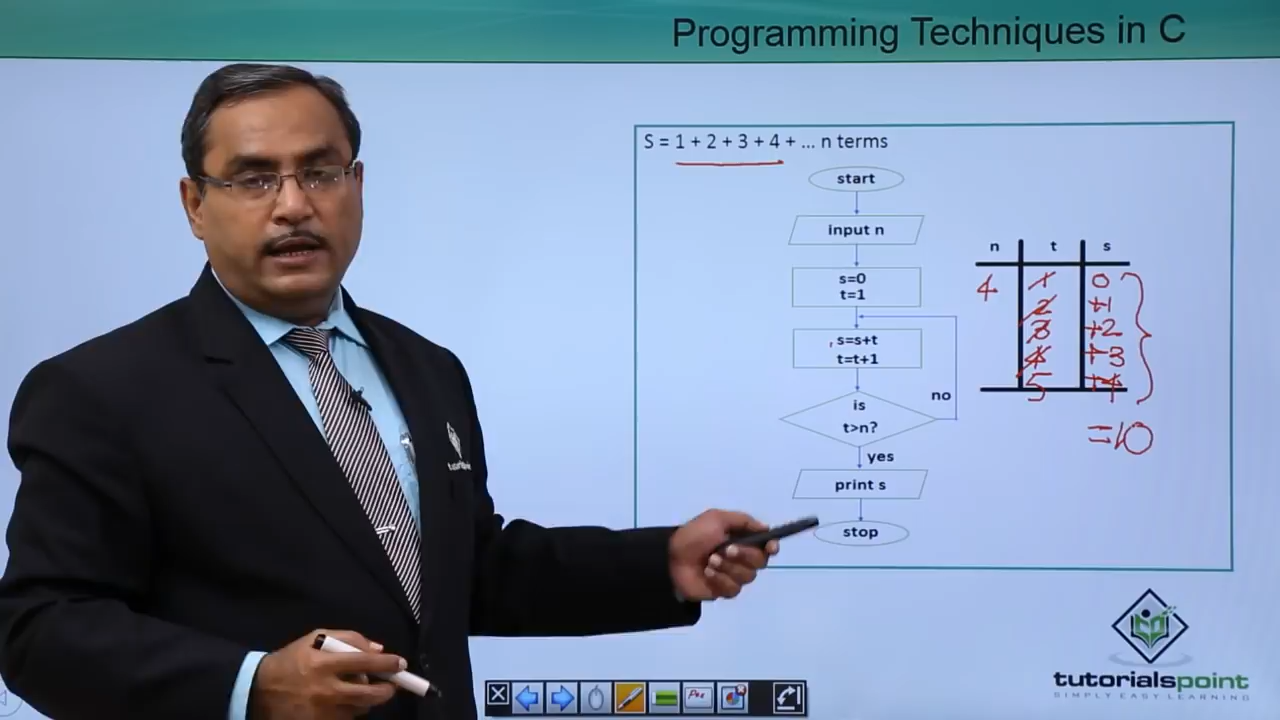 Programming Techniques in C
S = 1 + 2 + 3 + 4 + ... n terms
start
input n
s=0
t=1
s=s+t
t=t+1
is
t>n?
no
yes
print s
stop
n t s
4 1 0
2 +1
3 +2
4 +3
5 +4
=10
tutorialspoint
SIMPLY EASY LEARNING
Pen